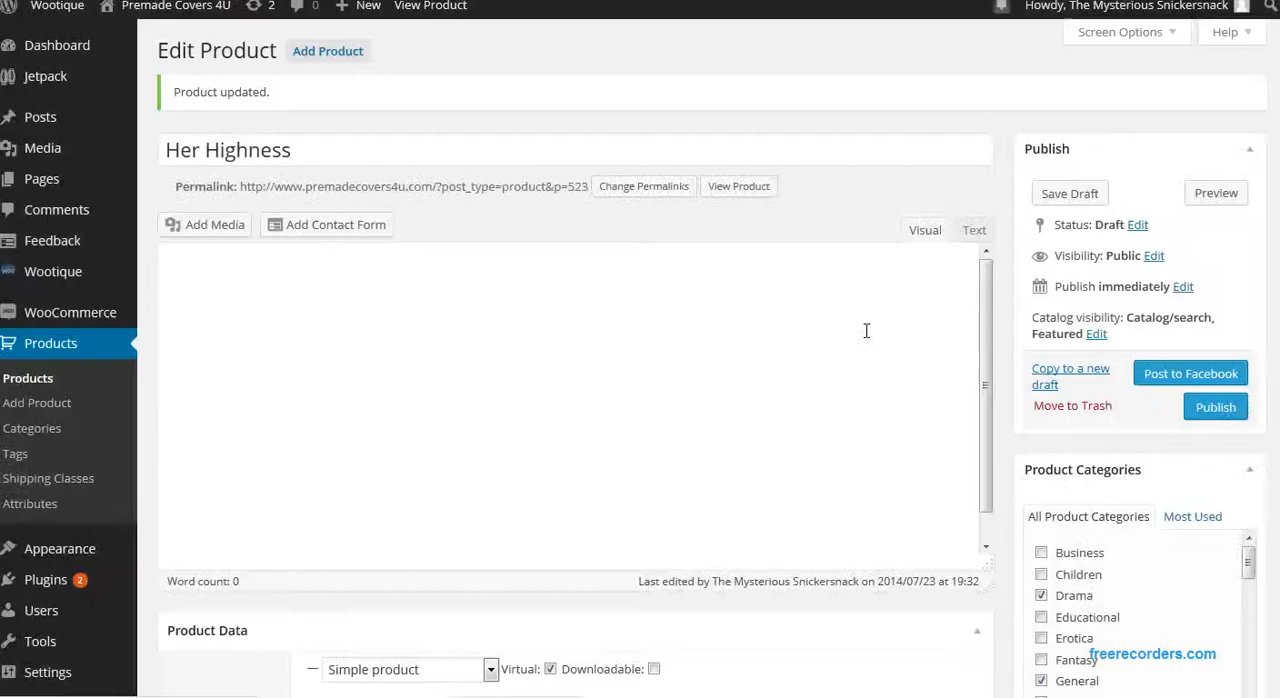 Wootique Premade Covers 4U 2 0 New View Product Howdy, The Mysterious Snickersnack
Screen Options Help
Dashboard
Jetpack
Posts
Media
Pages
Comments
Feedback
Wootique
WooCommerce
Products
Products
Add Product
Categories
Tags
Shipping Classes
Attributes
Appearance
Plugins 2
Users
Tools
Settings
Edit Product Add Product
Product updated.
Her Highness
Permalink: http://www.premadecovers4u.com/?post_type=product&p=523 Change Permalinks View Product
Add Media Add Contact Form Visual Text
Word count: 0 Last edited by The Mysterious Snickersnack on 2014/07/23 at 19:32
Product Data
Simple product Virtual: Downloadable:
Publish
Save Draft Preview
Status: Draft Edit
Visibility: Public Edit
Publish immediately Edit
Catalog visibility: Catalog/search,
Featured Edit
Copy to a new
draft
Post to Facebook
Move to Trash Publish
Product Categories
All Product Categories Most Used
Business
Children
Drama
Educational
Erotica
Fantasy
General
freerecorders.com